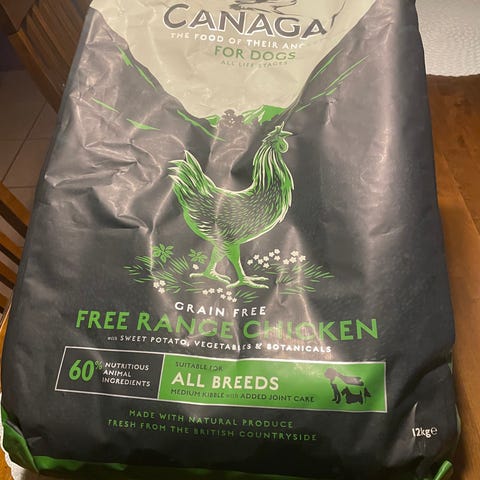 CANAGA
THE FOOD OF THEIR ANC
FOR DOGS
ALL LIFE STAGES
GRAIN FREE
FREE RANGE CHICKEN
with SWEET POTATO, VEGETABLES & BOTANICALS
60% NUTRITIOUS
ANIMAL
INGREDIENTS
SUITABLE FOR
ALL BREEDS
MEDIUM KIBBLE with ADDED JOINT CARE
MADE WITH NATURAL PRODUCE
FRESH FROM THE BRITISH COUNTRYSIDE
12kg℮